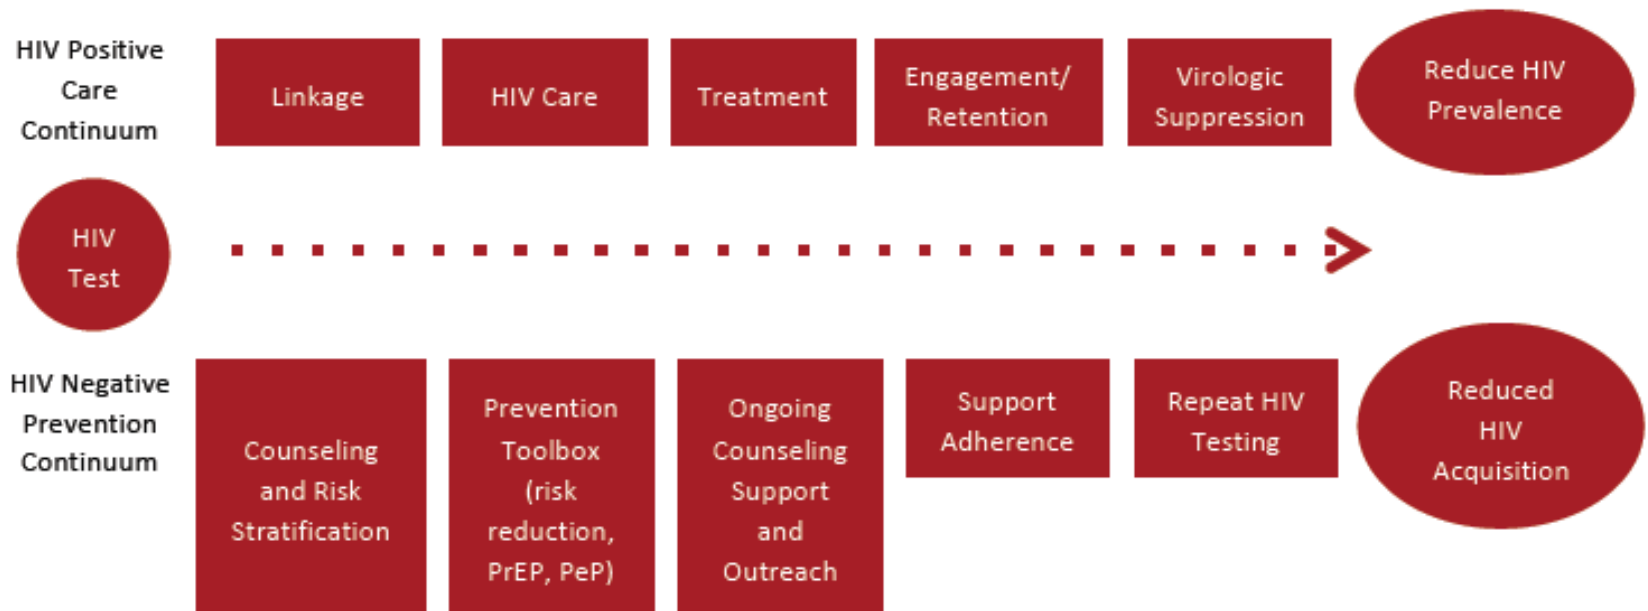 HIV Positive
Care
Continuum
Linkage
HIV Care
Treatment
Engagement/
Retention
Virologic
Suppression
Reduce HIV
Prevalence
HIV
Test
HIV Negative
Prevention
Continuum
Counseling
and Risk
Stratification
Prevention
Toolbox
(risk
reduction,
PrEP, PeP)
Ongoing
Counseling
Support
and
Outreach
Support
Adherence
Repeat HIV
Testing
Reduced
HIV
Acquisition